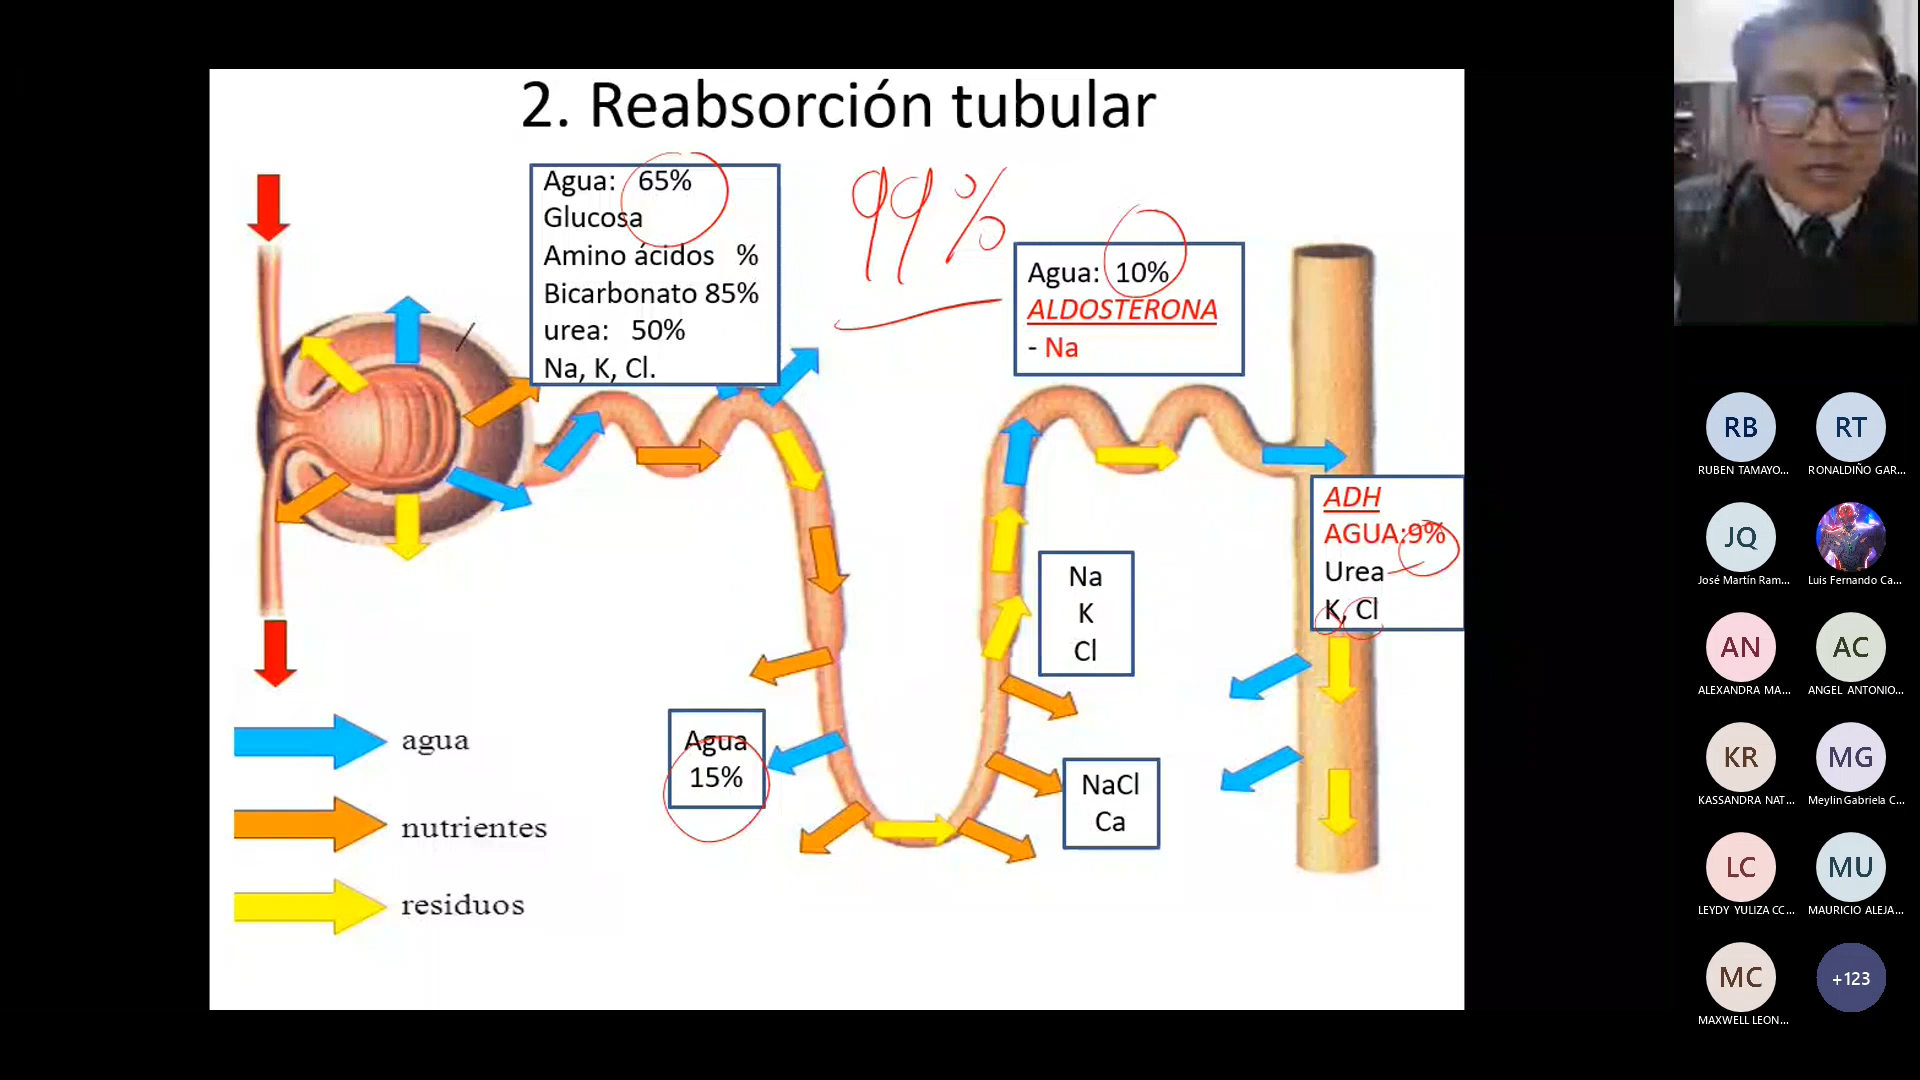 2. Reabsorción tubular
Agua: 65%
Glucosa
Amino ácidos %
Bicarbonato 85%
urea: 50%
Na, K, Cl.
99%
Agua: 10%
ALDOSTERONA
- Na
ADH
AGUA:9%
Urea
K, Cl
Na
K
Cl
Agua
15%
NaCl
Ca
agua
nutrientes
residuos
RB
RUBEN TAMAYO...
RT
RONALDIÑO GAR...
JQ
José Martín Ram...
Luis Fernando Ca...
AN
ALEXANDRA MA...
AC
ANGEL ANTONIO...
KR
KASSANDRA NAT...
MG
Meylin Gabriela C...
LC
LEYDY YULIZA CC...
MU
MAURICIO ALEJA...
MC
MAXWELL LEON...
+123